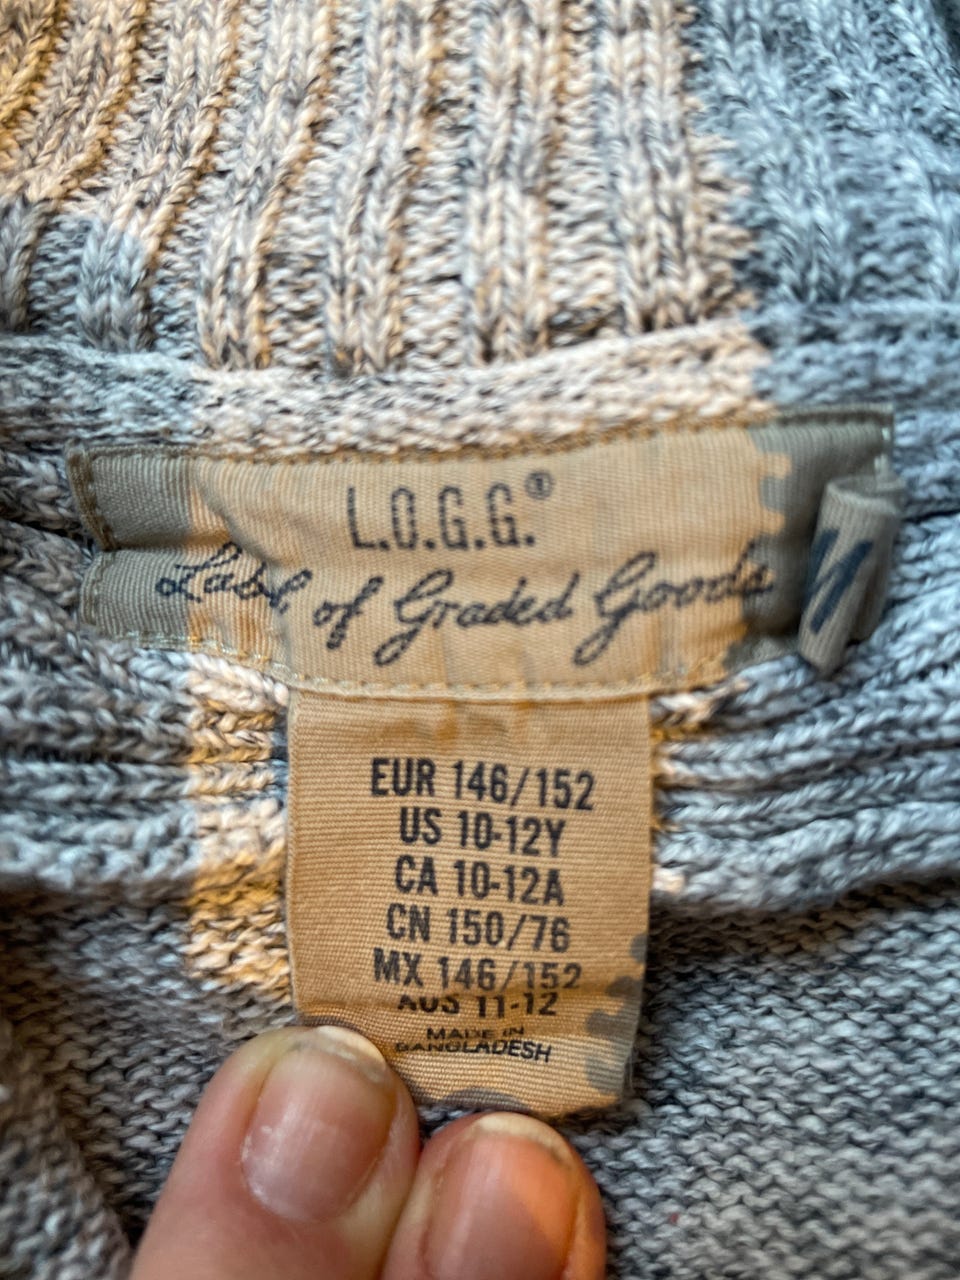 L.O.G.G.®
Label of Graded Goods
EUR 146/152
US 10-12Y
CA 10-12A
CN 150/76
MX 146/152
AUS 11-12
MADE IN
BANGLADESH